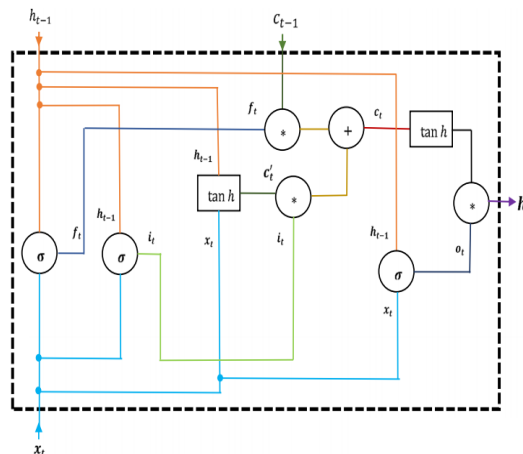 h_{t-1}
C_{t-1}
f_t
*
+
c_t
tan h
h_{t-1}
tan h
c'_t
*
*
h
h_{t-1}
f_t
i_t
x_t
i_t
h_{t-1}
o_t
σ
σ
σ
x_t
x_t